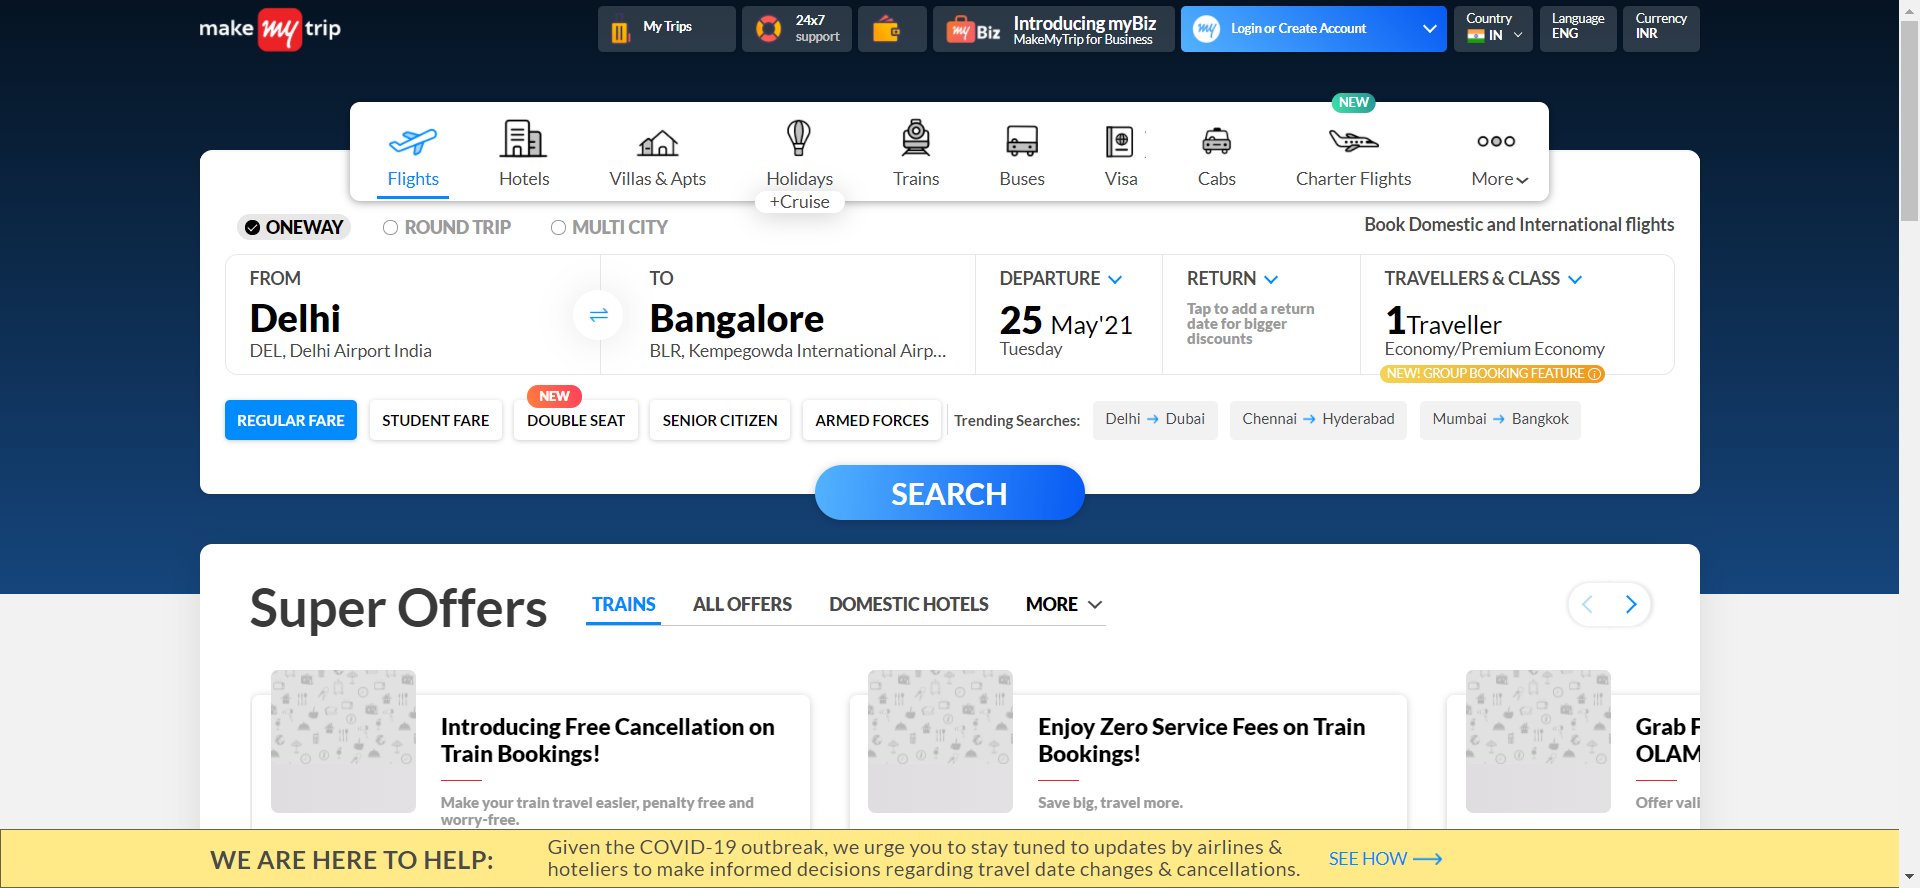 make my trip
My Trips
24x7
support
my Biz
Introducing myBiz
MakeMyTrip for Business
my
Login or Create Account
Country
IN
Language
ENG
Currency
INR
NEW
Flights
Hotels
Villas & Apts
Holidays
Trains
Buses
Visa
Cabs
Charter Flights
More
+Cruise
ONEWAY
ROUND TRIP
MULTI CITY
Book Domestic and International flights
FROM
Delhi
DEL, Delhi Airport India
TO
Bangalore
BLR, Kempegowda International Airp...
DEPARTURE
25 May'21
Tuesday
RETURN
Tap to add a return
date for bigger
discounts
TRAVELLERS & CLASS
1Traveller
Economy/Premium Economy
NEW! GROUP BOOKING FEATURE
REGULAR FARE
STUDENT FARE
NEW
DOUBLE SEAT
SENIOR CITIZEN
ARMED FORCES
Trending Searches:
Delhi → Dubai
Chennai → Hyderabad
Mumbai → Bangkok
SEARCH
Super Offers
TRAINS
ALL OFFERS
DOMESTIC HOTELS
MORE
Introducing Free Cancellation on
Train Bookings!
Make your train travel easier, penalty free and
worry-free.
Enjoy Zero Service Fees on Train
Bookings!
Save big, travel more.
Grab F
OLAM
Offer vali
WE ARE HERE TO HELP:
Given the COVID-19 outbreak, we urge you to stay tuned to updates by airlines &
hoteliers to make informed decisions regarding travel date changes & cancellations.
SEE HOW